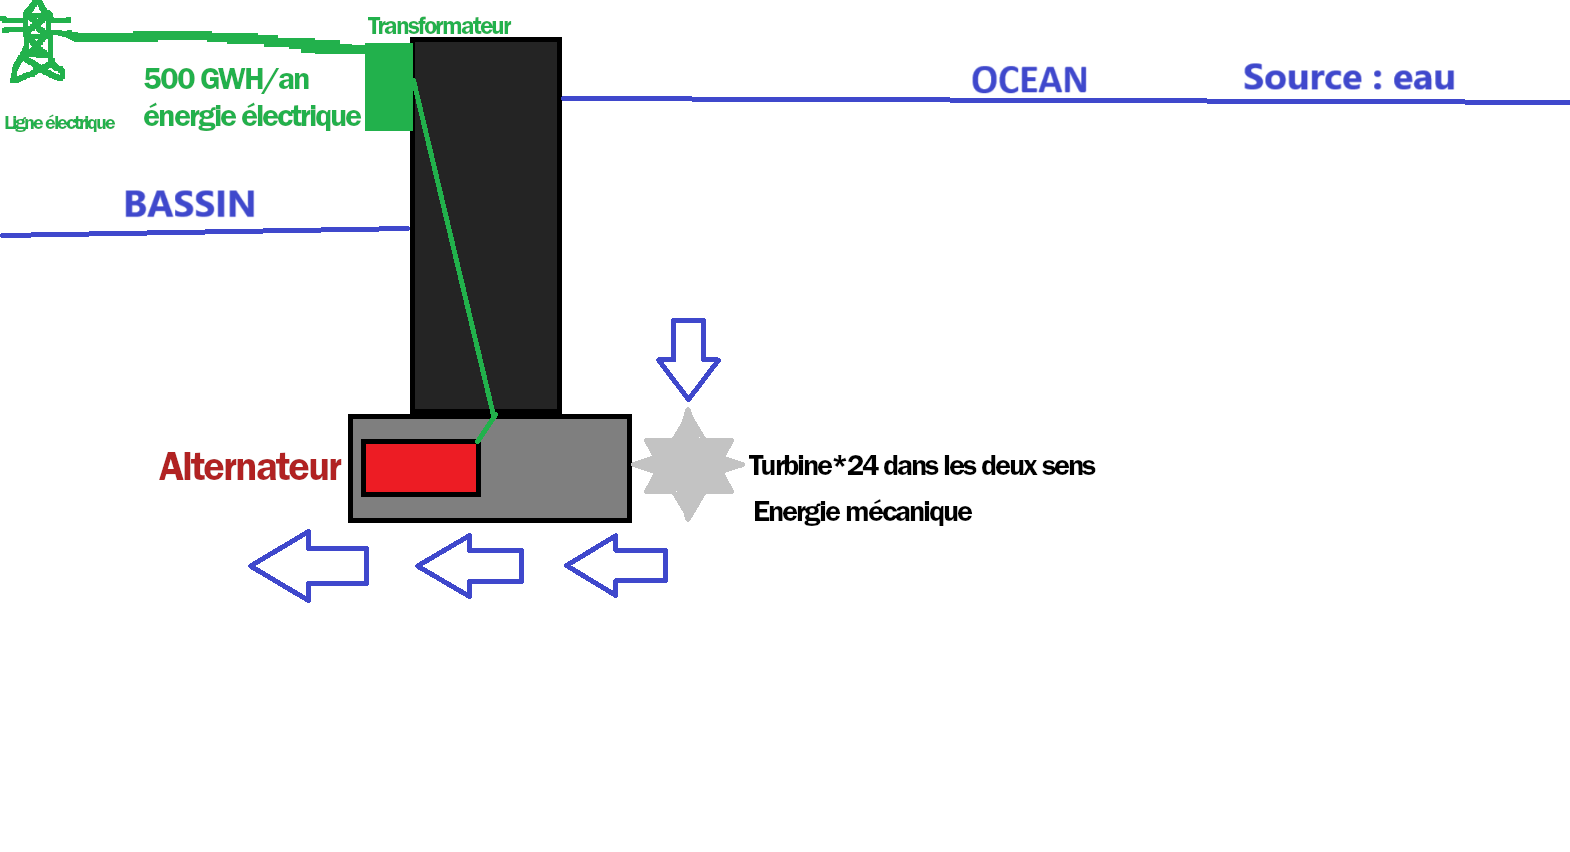 Transformateur
OCEAN
Source : eau
500 GWH/an
énergie électrique
Ligne électrique
BASSIN
Alternateur
Turbine*24 dans les deux sens
Energie mécanique